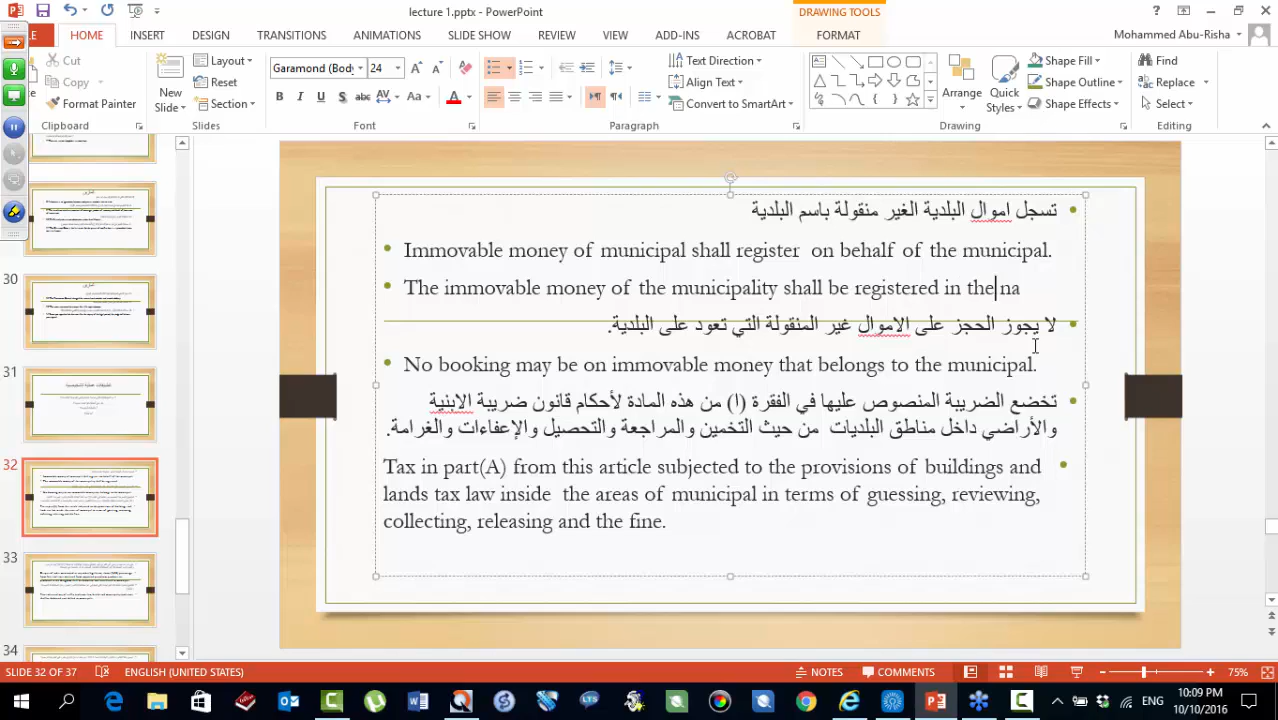 lecture 1.pptx - PowerPoint
DRAWING TOOLS
HOME INSERT DESIGN TRANSITIONS ANIMATIONS SLIDE SHOW REVIEW VIEW ADD-INS ACROBAT FORMAT
Mohammed Abu-Risha
Cut
Copy
Format Painter
Clipboard
New Slide
Layout
Reset
Section
Slides
Garamond (Body 24
Font
Text Direction
Align Text
Convert to SmartArt
Paragraph
Arrange
Quick Styles
Shape Fill
Shape Outline
Shape Effects
Drawing
Find
Replace
Select
Editing
30
31
32
33
34
تسجل اموال البلدية الغير منقولة باسم البلدية
Immovable money of municipal shall register on behalf of the municipal.
The immovable money of the municipality shall be registered in the na
لا يجوز الحجز على الاموال غير المنقولة التي تعود على البلدية.
No booking may be on immovable money that belongs to the municipal.
تخضع الضريبة المنصوص عليها في الفقرة (ا) من هذه المادة لأحكام قانون ضريبة الابنية
والأراضي داخل مناطق البلديات من حيث التخمين والمراجعة والتحصيل والإعفاءات والغرامة.
Tax in part(A) from this article subjected to the provisions of buildings and
lands tax law inside the areas of municipal in terms of guessing, reviewing,
collecting, releasing and the fine.
SLIDE 32 OF 37 ENGLISH (UNITED STATES) NOTES COMMENTS 75%
ENG
10:09 PM
10/10/2016